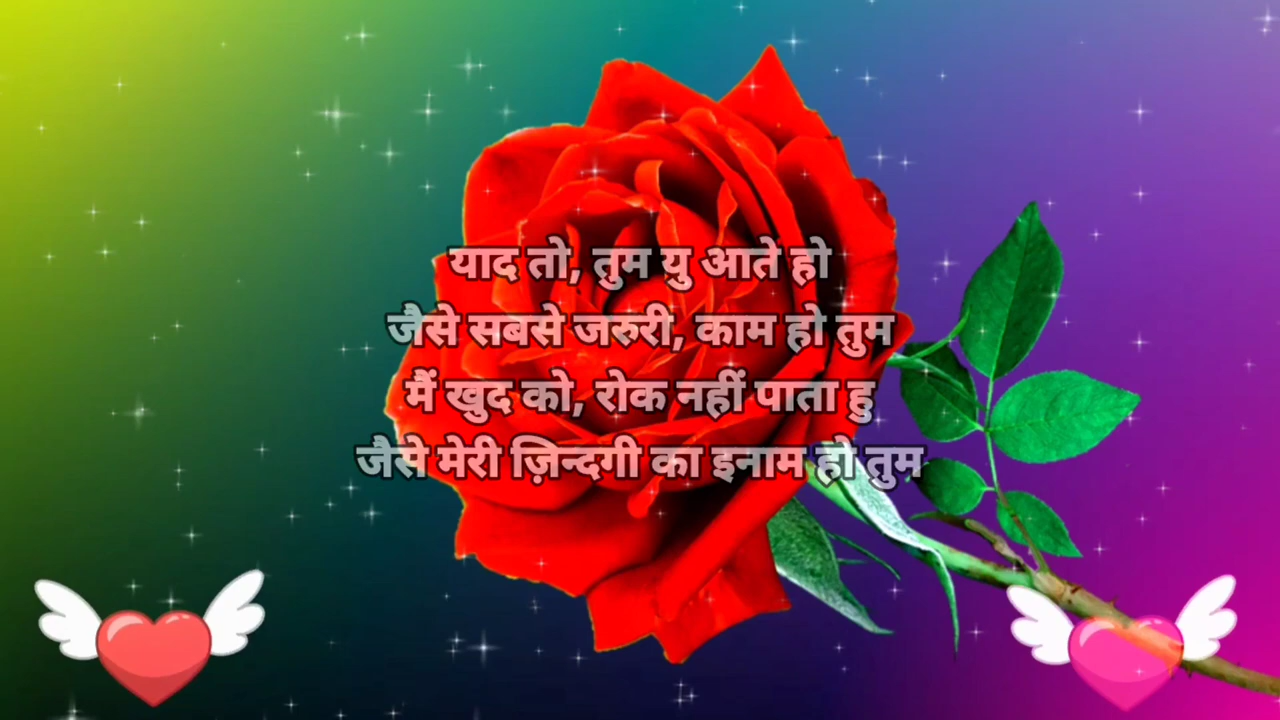 याद तो, तुम यु आते हो
जैसे सबसे जरुरी, काम हो तुम
मैं खुद को, रोक नहीं पाता हु
जैसे मेरी ज़िन्दगी का इनाम हो तुम